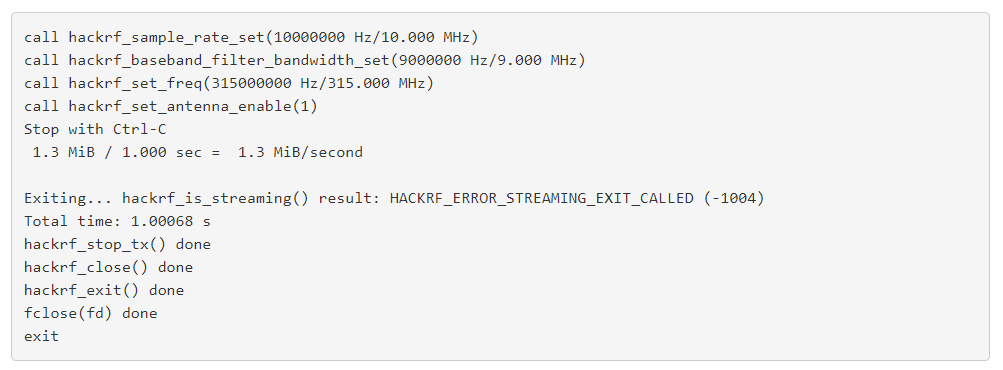 call hackrf_sample_rate_set(10000000 Hz/10.000 MHz)
call hackrf_baseband_filter_bandwidth_set(9000000 Hz/9.000 MHz)
call hackrf_set_freq(315000000 Hz/315.000 MHz)
call hackrf_set_antenna_enable(1)
Stop with Ctrl-C
 1.3 MiB / 1.000 sec =  1.3 MiB/second

Exiting... hackrf_is_streaming() result: HACKRF_ERROR_STREAMING_EXIT_CALLED (-1004)
Total time: 1.00068 s
hackrf_stop_tx() done
hackrf_close() done
hackrf_exit() done
fclose(fd) done
exit